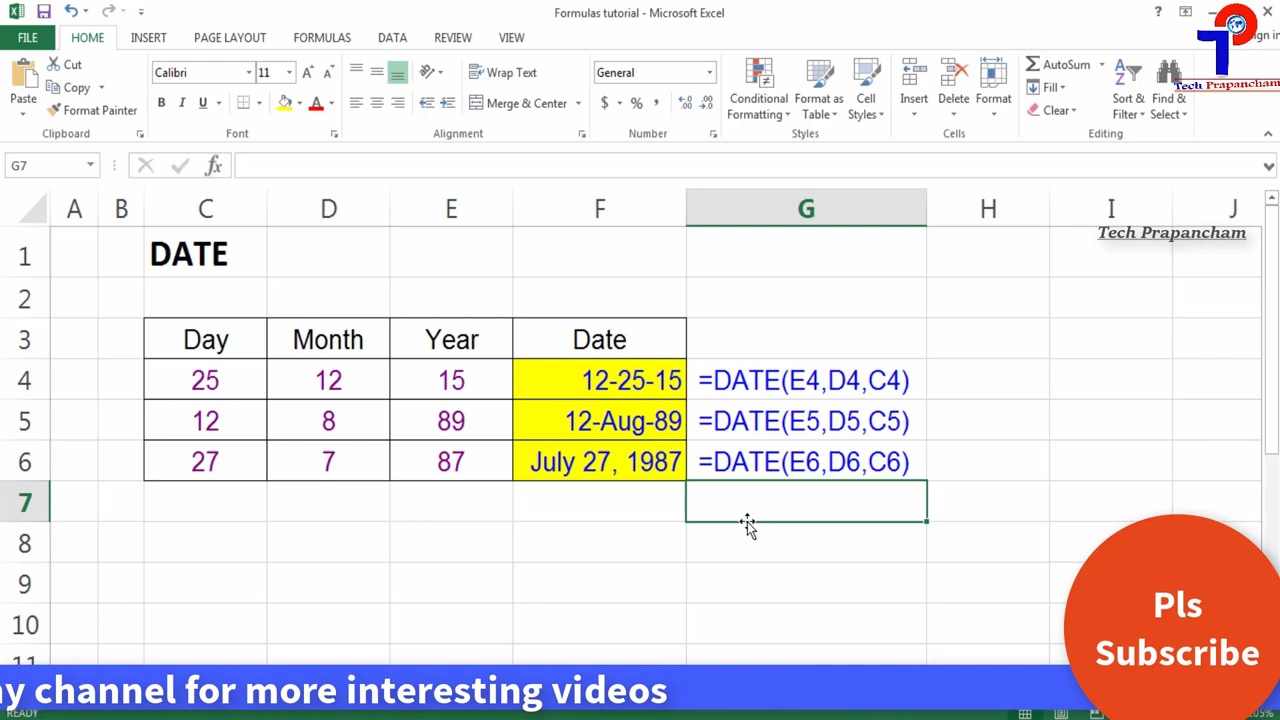 Formulas tutorial - Microsoft Excel
?
FILE HOME INSERT PAGE LAYOUT FORMULAS DATA REVIEW VIEW
Tech Prapancham
Paste
Cut
Copy
Format Painter
Clipboard
Calibri 11
B I U
Font
Wrap Text
Merge & Center
Alignment
General
$ % ,
Number
Conditional Formatting
Format as Table
Cell Styles
Styles
Insert Delete Format
Cells
AutoSum
Fill
Clear
Sort & Filter
Find & Select
Editing
G7 fx
A B C D E F G H I J
Tech Prapancham
1 DATE
2
3 Day Month Year Date
4 25 12 15 12-25-15 =DATE(E4,D4,C4)
5 12 8 89 12-Aug-89 =DATE(E5,D5,C5)
6 27 7 87 July 27, 1987 =DATE(E6,D6,C6)
7
8
9
10
11
Pls
Subscribe
channel for more interesting videos
READY